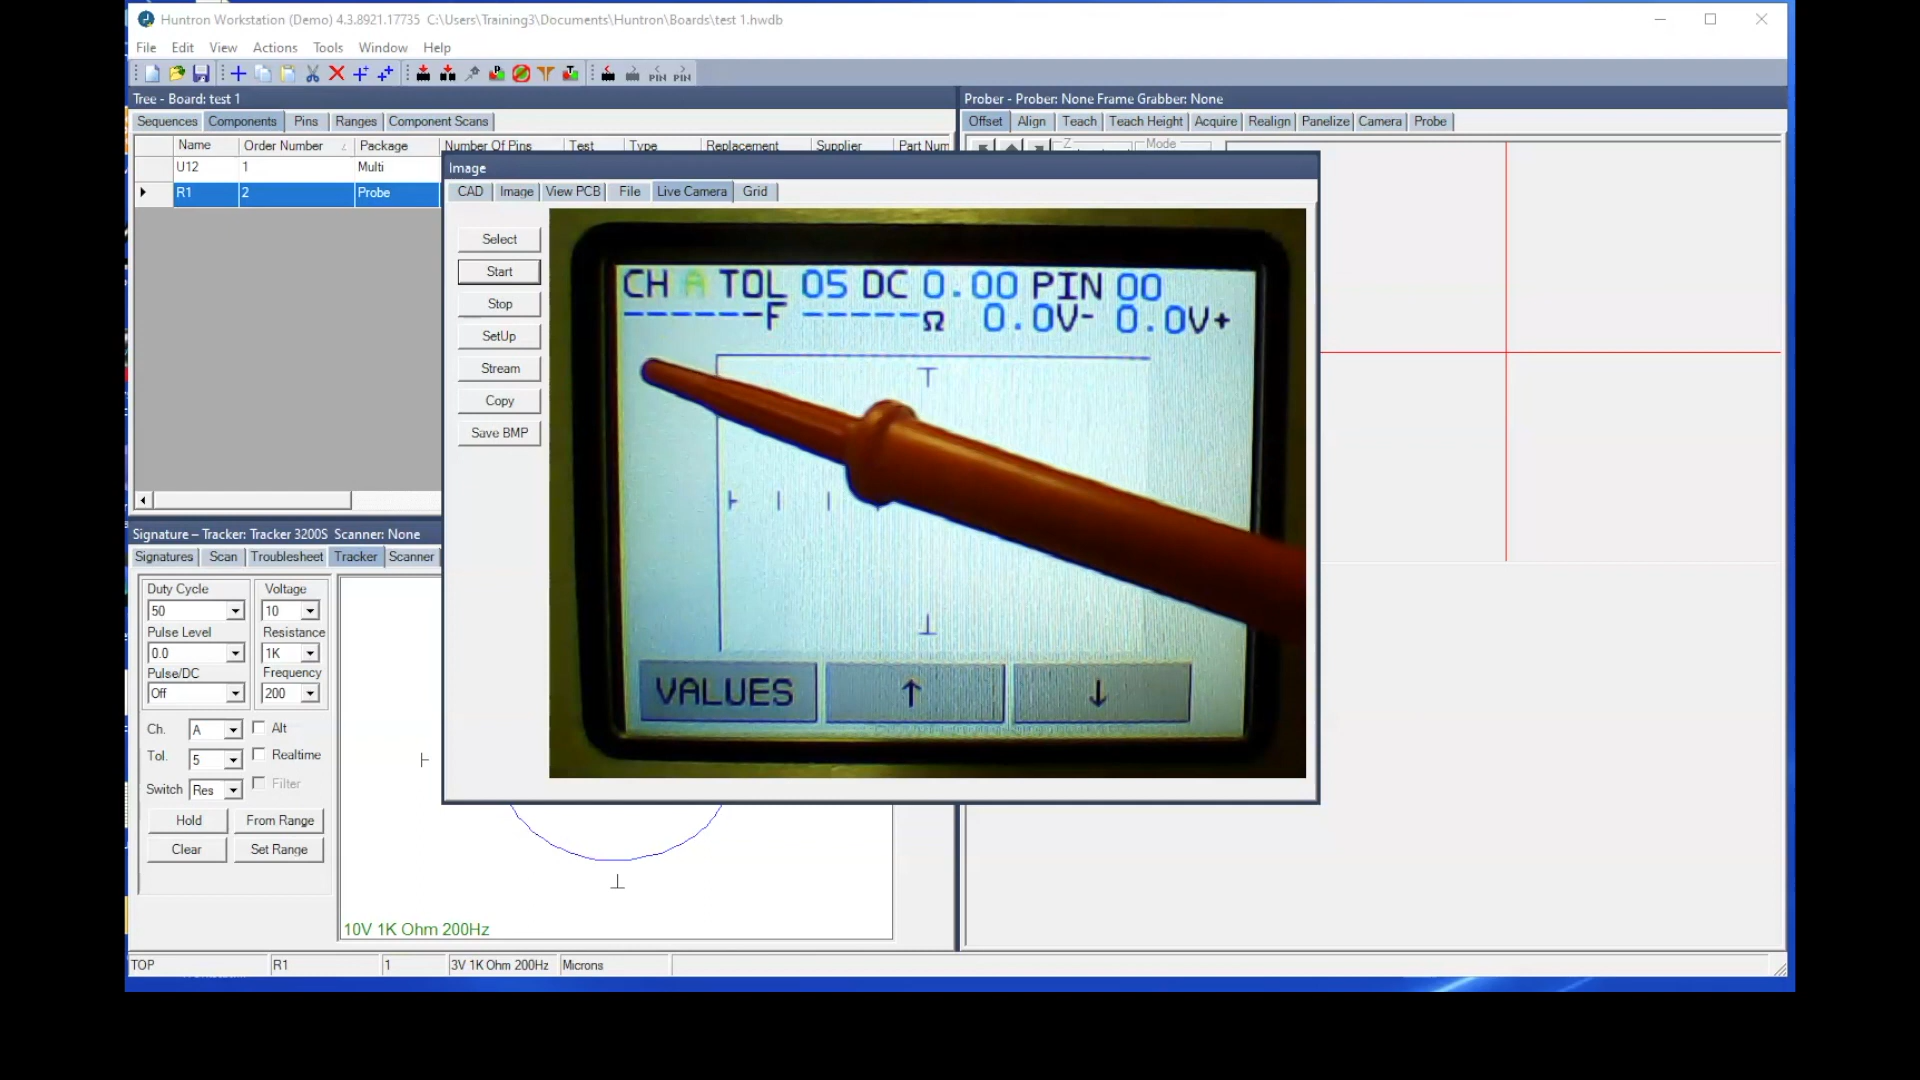 Huntron Workstation (Demo) 4.3.8921.17735 C:\Users\Training3\Documents\Huntron\Boards\test 1.hwdb
File Edit View Actions Tools Window Help
PIN PIN
Tree - Board: test 1
Sequences Components Pins Ranges Component Scans
Name Order Number Package Number Of Pins Test Type Replacement Supplier Part Num
U12 1 Multi
R1 2 Probe
Prober - Prober: None Frame Grabber: None
Offset Align Teach Teach Height Acquire Realign Panelize Camera Probe
Z Mode
Image
CAD Image View PCB File Live Camera Grid
Select
Start
Stop
SetUp
Stream
Copy
Save BMP
CH A TOL 05 DC 0.00 PIN 00
------F -----Ω 0.0V- 0.0V+
VALUES ↑ ↓
Signature – Tracker: Tracker 3200S Scanner: None
Signatures Scan Troublesheet Tracker Scanner
Duty Cycle Voltage
50 10
Pulse Level Resistance
0.0 1K
Pulse/DC Frequency
Off 200
Ch. A Alt
Tol. 5 Realtime
Switch Res Filter
Hold From Range
Clear Set Range
10V 1K Ohm 200Hz
TOP R1 1 3V 1K Ohm 200Hz Microns